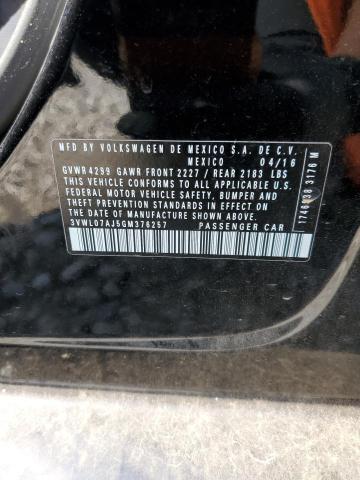 MFD BY VOLKSWAGEN DE MEXICO S.A. DE C.V.
MEXICO 04/16
GVWR4299 GAWR FRONT 2227 / REAR 2183 LBS
THIS VEHICLE CONFORMS TO ALL APPLICABLE U.S.
FEDERAL MOTOR VEHICLE SAFETY, BUMPER AND
THEFT PREVENTION STANDARDS IN EFFECT ON THE
DATE OF MANUFACTURE SHOWN ABOVE.
3VWL07AJ5GM376257 PASSENGER CAR
3176 M